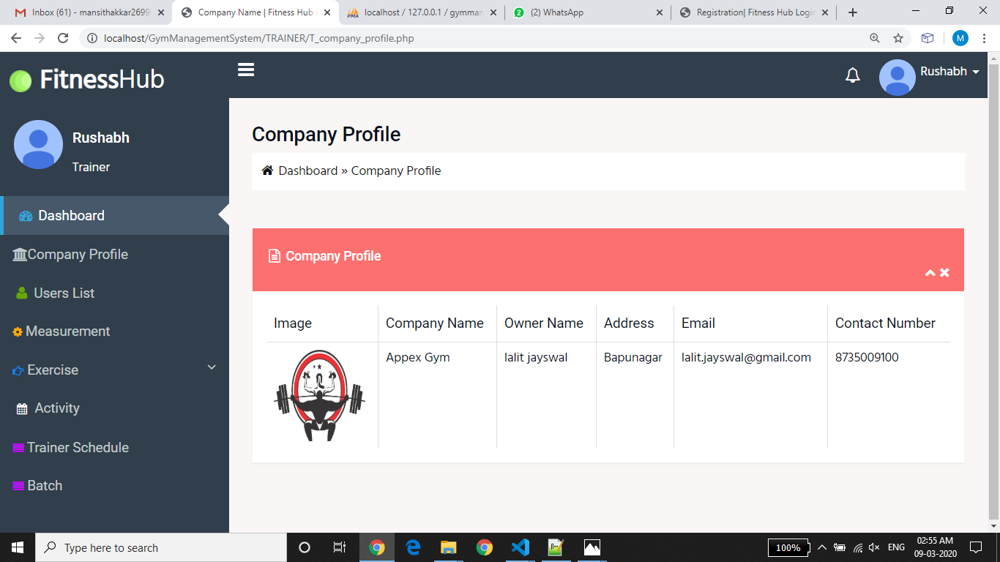 Inbox (61) - mansithakkar2699
Company Name | Fitness Hub
localhost / 127.0.0.1 / gymman
(2) WhatsApp
Registration| Fitness Hub Login
localhost/GymManagementSystem/TRAINER/T_company_profile.php
M
FitnessHub
Rushabh
Rushabh
Trainer
Dashboard
Company Profile
Users List
Measurement
Exercise
Activity
Trainer Schedule
Batch
Company Profile
Dashboard » Company Profile
Company Profile
Image Company Name Owner Name Address Email Contact Number
Appex Gym lalit jayswal Bapunagar lalit.jayswal@gmail.com 8735009100
Type here to search
100%
ENG
02:55 AM
09-03-2020